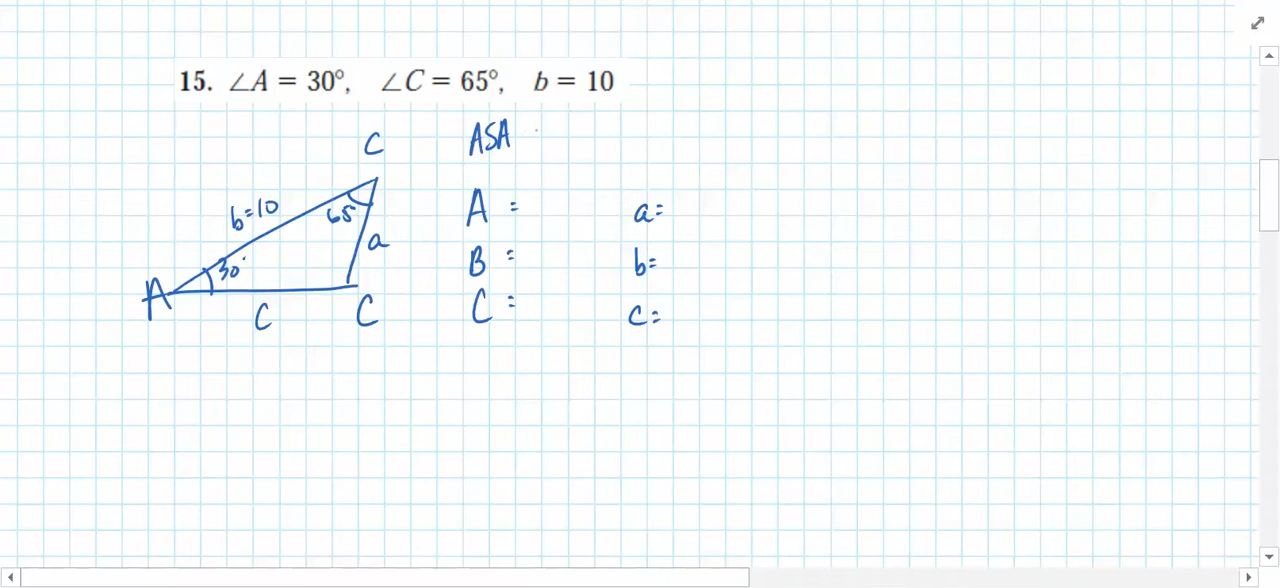 15. ∠A = 30°, ∠C = 65°, b = 10
C ASA
b=10 65 A = a=
30° a B = b=
A C C C = c=